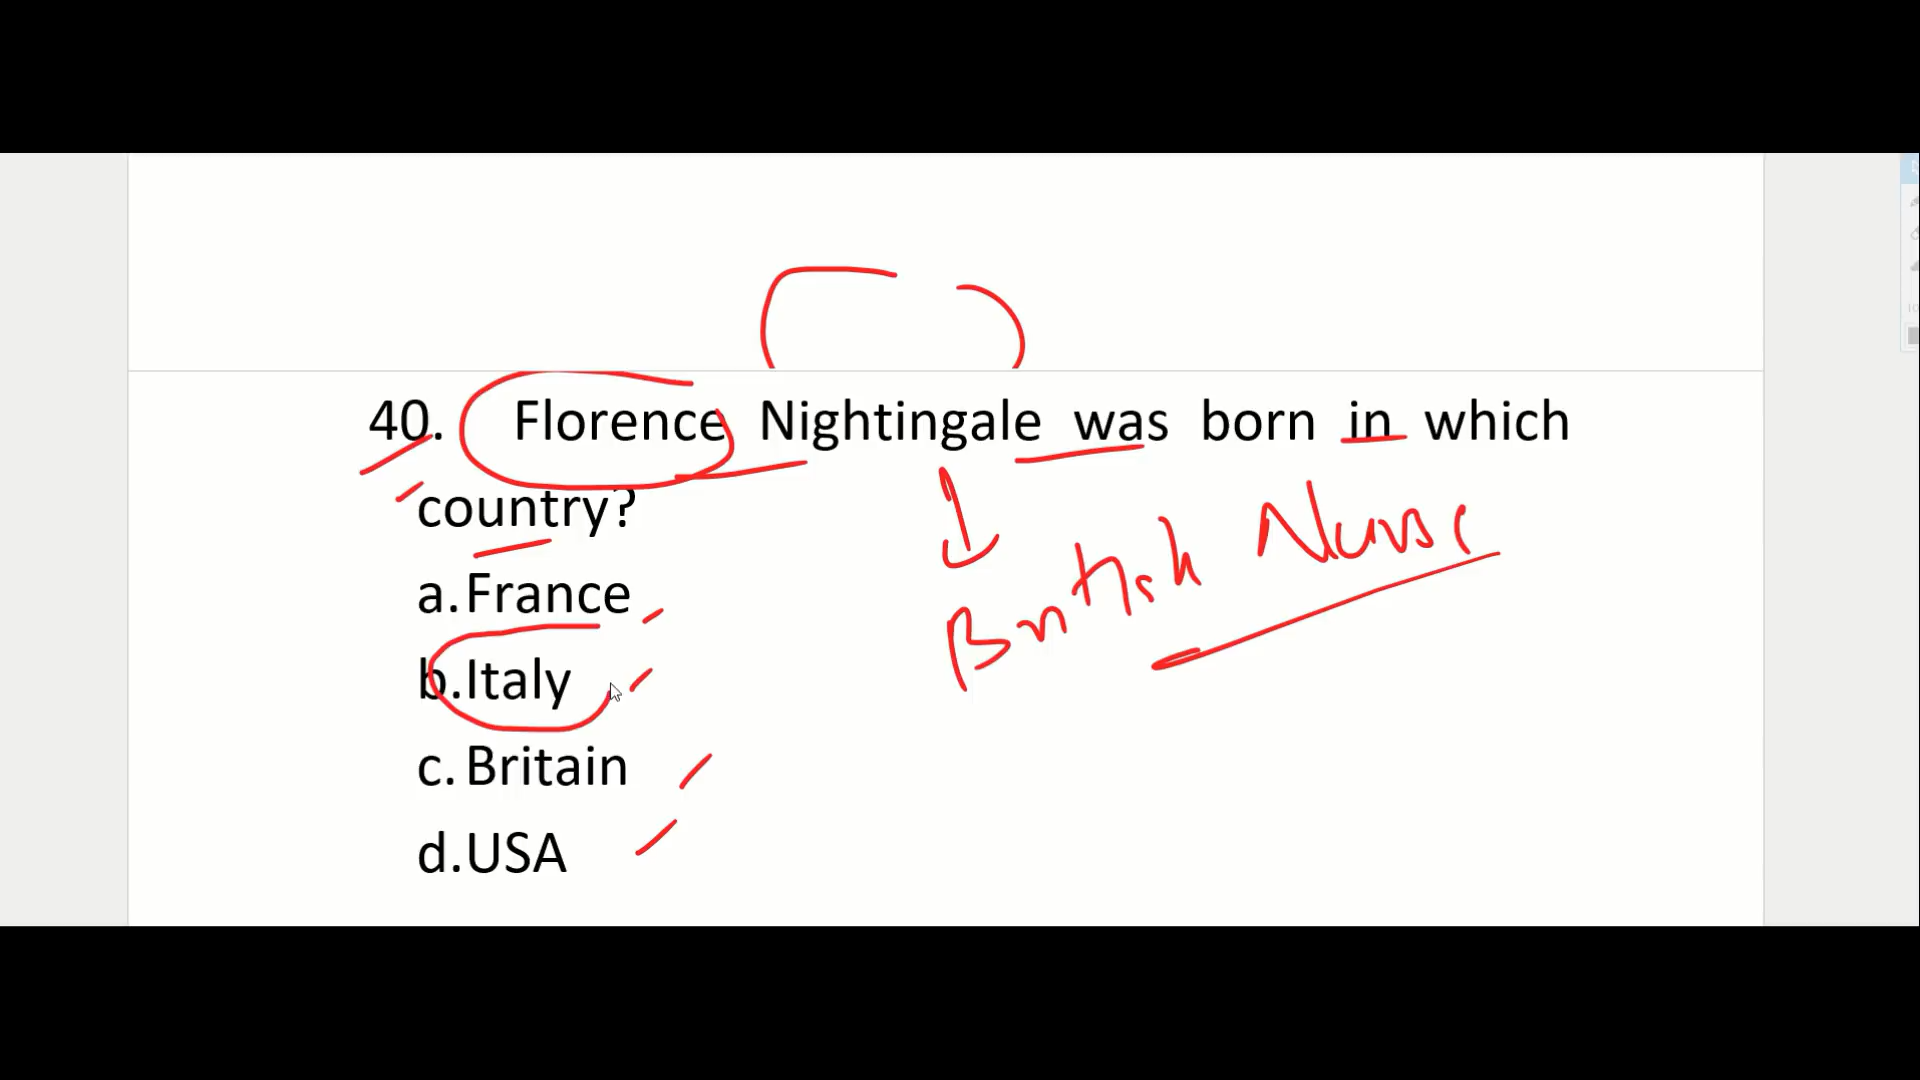 40. Florence Nightingale was born in which
country?
British Nurse
a. France
b. Italy
c. Britain
d. USA